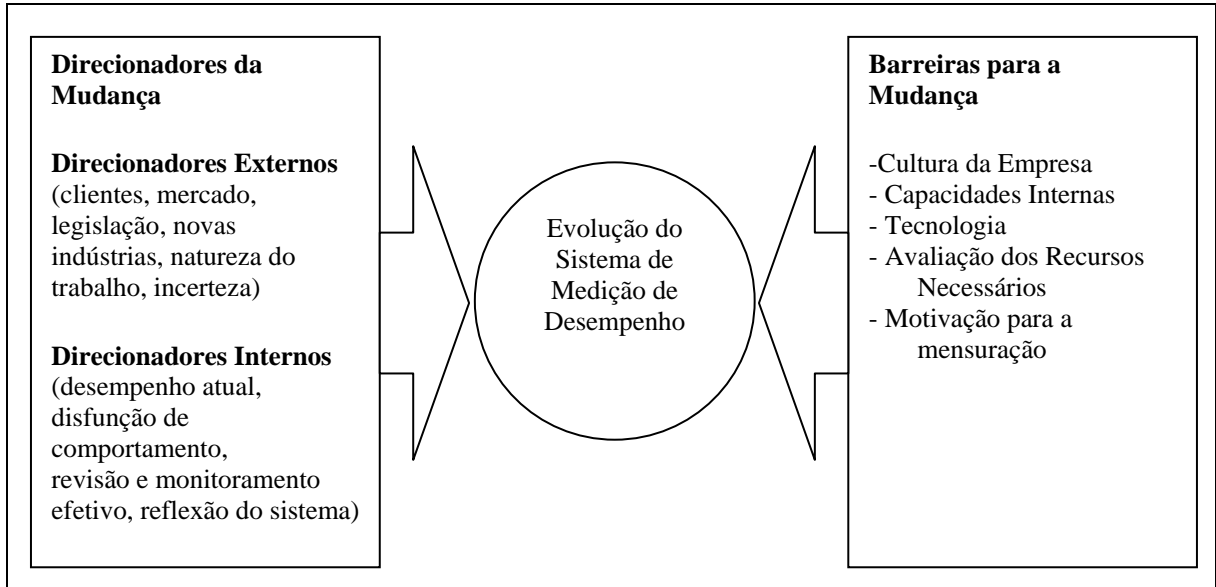 Direcionadores da
Mudança
Direcionadores Externos
(clientes, mercado,
legislação, novas
indústrias, natureza do
trabalho, incerteza)
Direcionadores Internos
(desempenho atual,
disfunção de
comportamento,
revisão e monitoramento
efetivo, reflexão do sistema)
Evolução do
Sistema de
Medição de
Desempenho
Barreiras para a
Mudança
-Cultura da Empresa
- Capacidades Internas
- Tecnologia
- Avaliação dos Recursos
Necessários
- Motivação para a
mensuração